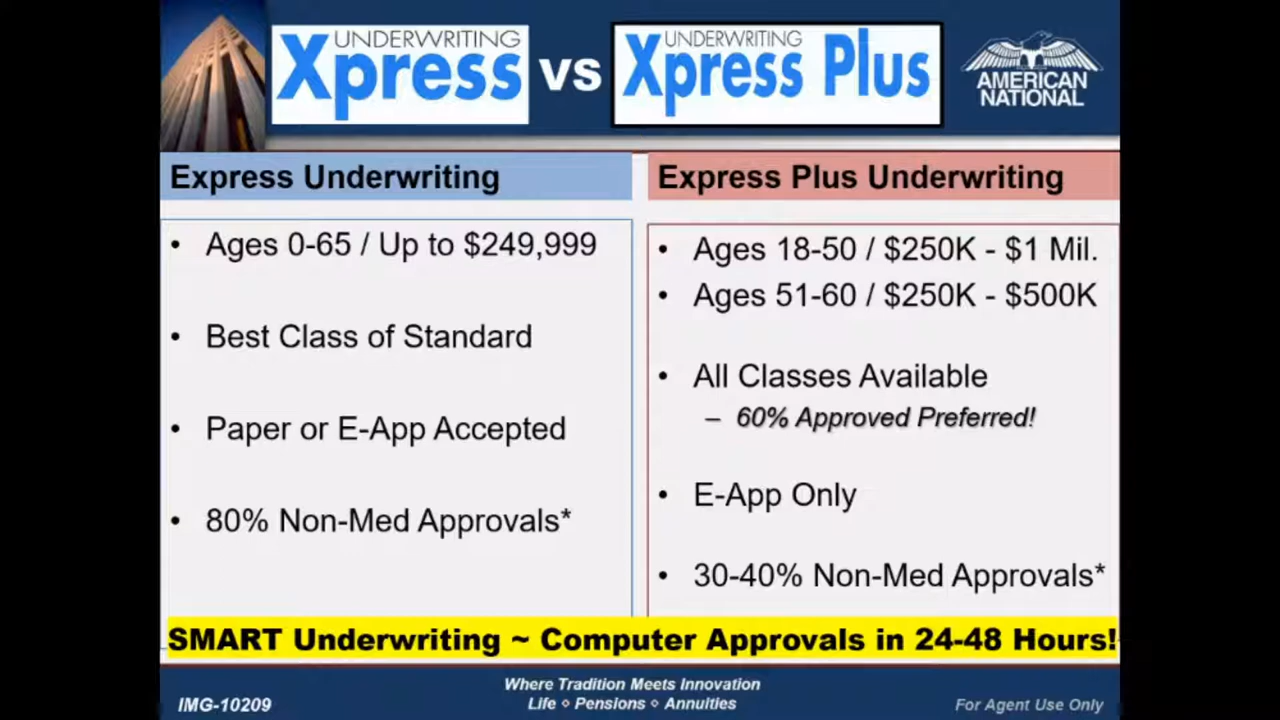 UNDERWRITING
Xpress
vs
UNDERWRITING
Xpress Plus
AMERICAN
NATIONAL
Express Underwriting
• Ages 0-65 / Up to $249,999
• Best Class of Standard
• Paper or E-App Accepted
• 80% Non-Med Approvals*
Express Plus Underwriting
• Ages 18-50 / $250K - $1 Mil.
• Ages 51-60 / $250K - $500K
• All Classes Available
– 60% Approved Preferred!
• E-App Only
• 30-40% Non-Med Approvals*
SMART Underwriting ~ Computer Approvals in 24-48 Hours!
IMG-10209
Where Tradition Meets Innovation
Life ⋄ Pensions ⋄ Annuities
For Agent Use Only